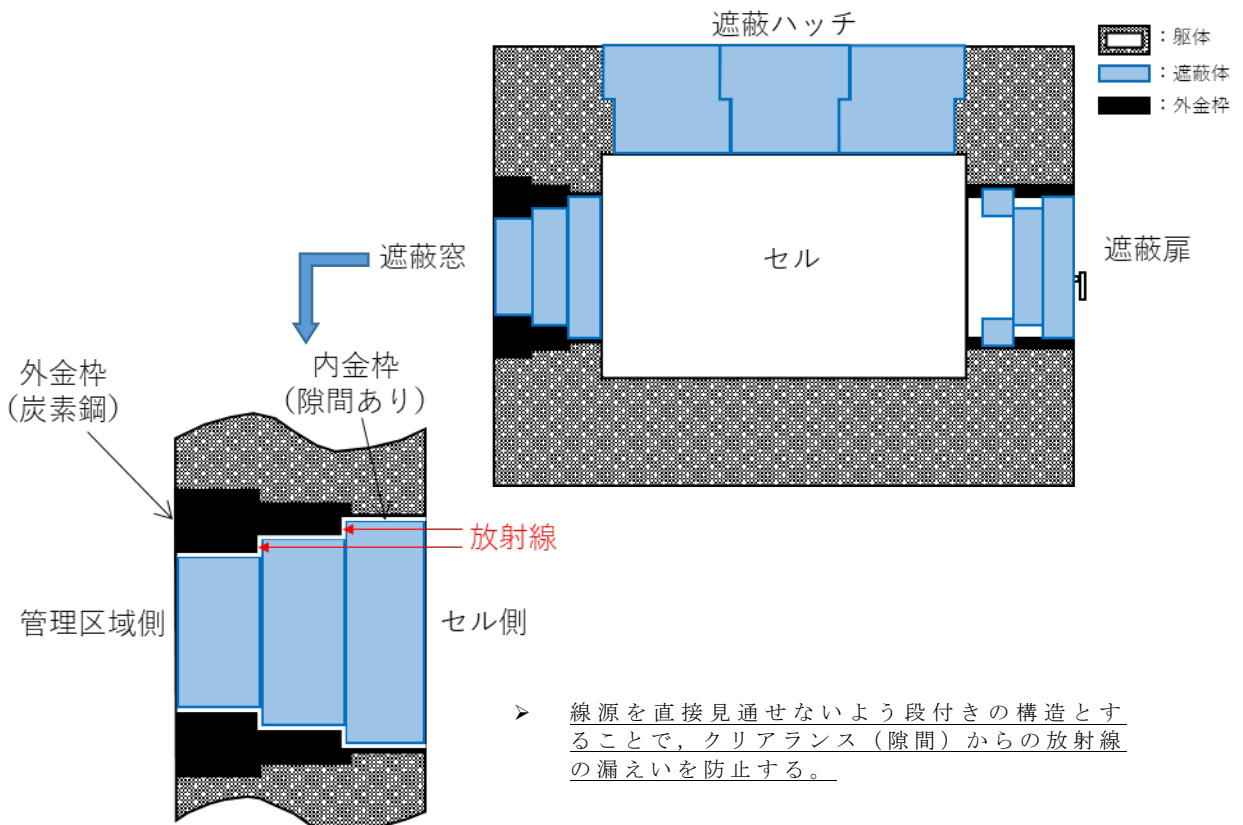 遮蔽ハッチ
：躯体
：遮蔽体
：外金枠
遮蔽窓
セル
遮蔽扉
外金枠
（炭素鋼）
内金枠
（隙間あり）
放射線
管理区域側
セル側
➢ 線源を直接見通せないよう段付きの構造とす
ることで，クリアランス（隙間）からの放射線
の漏えいを防止する。